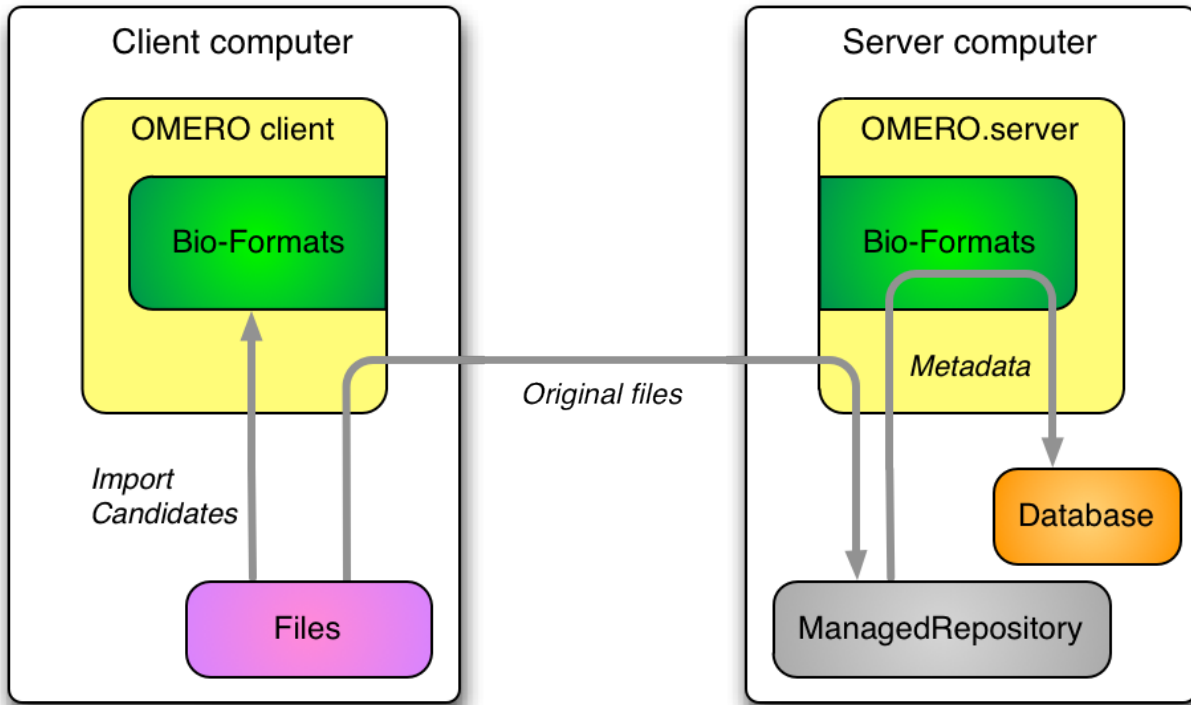 Client computer
OMERO client
Bio-Formats
Import
Candidates
Files
Original files
Server computer
OMERO.server
Bio-Formats
Metadata
Database
ManagedRepository